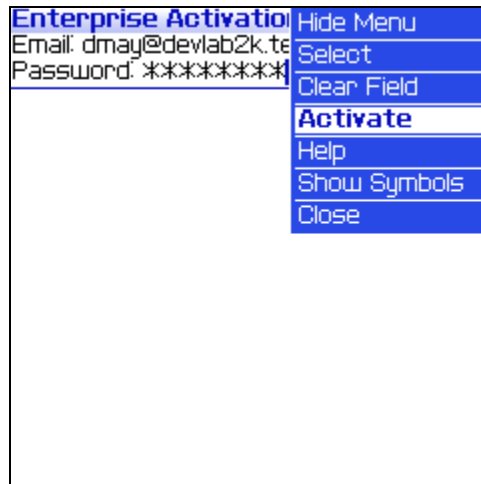 Enterprise Activatio
Email: dmay@devlab2k.te
Password: ********
Hide Menu
Select
Clear Field
Activate
Help
Show Symbols
Close